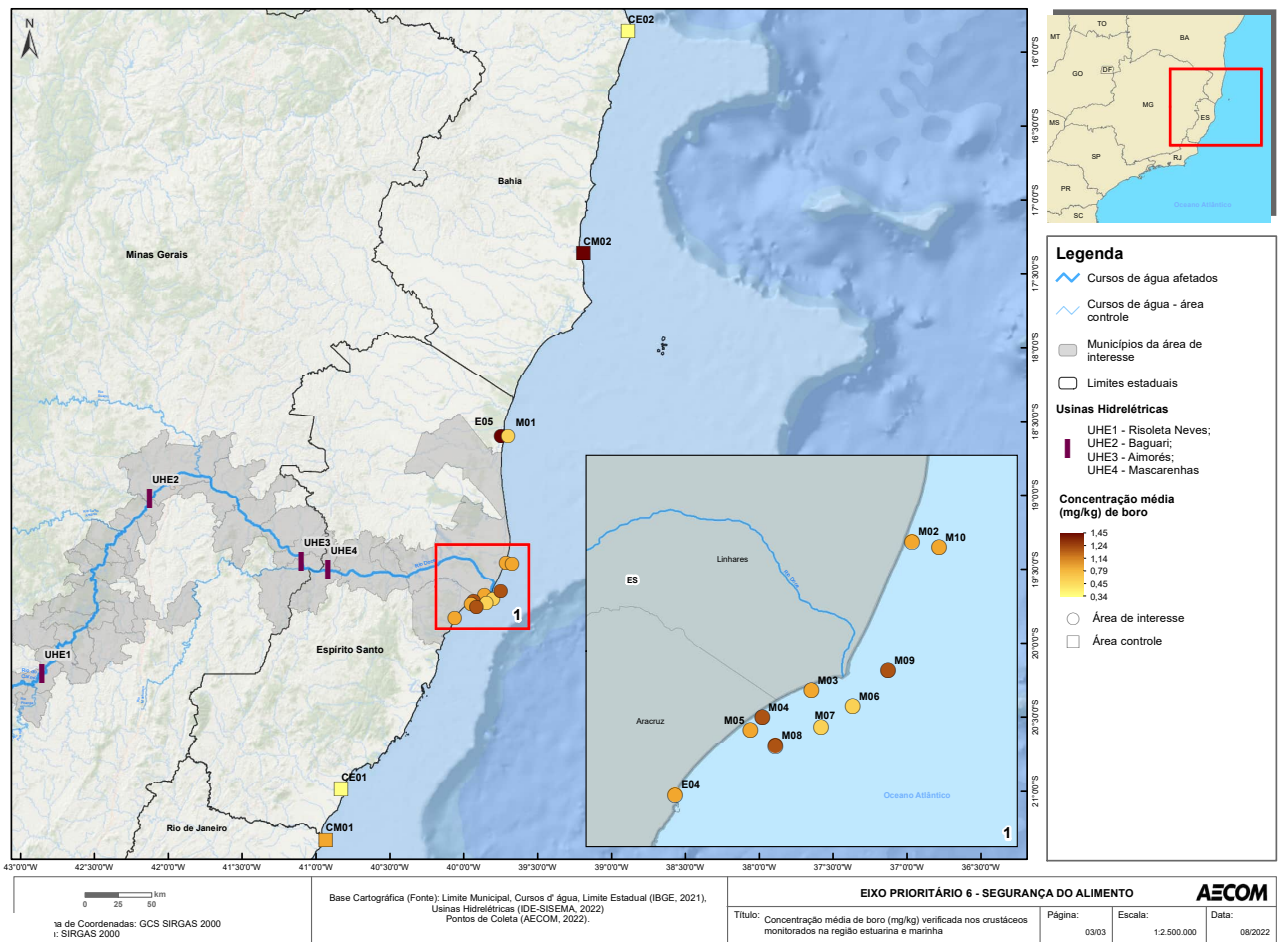 N
CE02
Bahia
Minas Gerais
CM02
E05
M01
UHE2
UHE3
UHE4
Rio Doce
1
Espírito Santo
UHE1
CE01
Rio de Janeiro
CM01
M02
M10
Linhares
ES
Rio Doce
M09
M03
M06
M04
M07
M05
Aracruz
M08
E04
Oceano Atlântico
1
16°0'0"S
16°30'0"S
17°0'0"S
17°30'0"S
18°0'0"S
18°30'0"S
19°0'0"S
19°30'0"S
20°0'0"S
20°30'0"S
21°0'0"S
43°0'0"W
42°30'0"W
42°0'0"W
41°30'0"W
41°0'0"W
40°30'0"W
40°0'0"W
39°30'0"W
39°0'0"W
38°30'0"W
38°0'0"W
37°30'0"W
37°0'0"W
36°30'0"W
TO
BA
MT
GO
DF
MG
ES
MS
SP
RJ
PR
SC
Oceano Atlântico
Legenda
Cursos de água afetados
Cursos de água - área
controle
Municípios da área de
interesse
Limites estaduais
Usinas Hidrelétricas
UHE1 - Risoleta Neves;
UHE2 - Baguari;
UHE3 - Aimorés;
UHE4 - Mascarenhas
Concentração média
(mg/kg) de boro
1,45
1,24
0,79
0,45
0,34
Área de interesse
Área controle
km
0 25 50
na de Coordenadas: GCS SIRGAS 2000
: SIRGAS 2000
Base Cartográfica (Fonte): Limite Municipal, Cursos d' água, Limite Estadual (IBGE, 2021),
Usinas Hidrelétricas (IDE-SISEMA, 2022)
Pontos de Coleta (AECOM, 2022).
EIXO PRIORITÁRIO 6 - SEGURANÇA DO ALIMENTO
AECOM
Título: Concentração média de boro (mg/kg) verificada nos crustáceos
monitorados na região estuarina e marinha
Página:
03/03
Escala:
1:2.500.000
Data:
08/2022